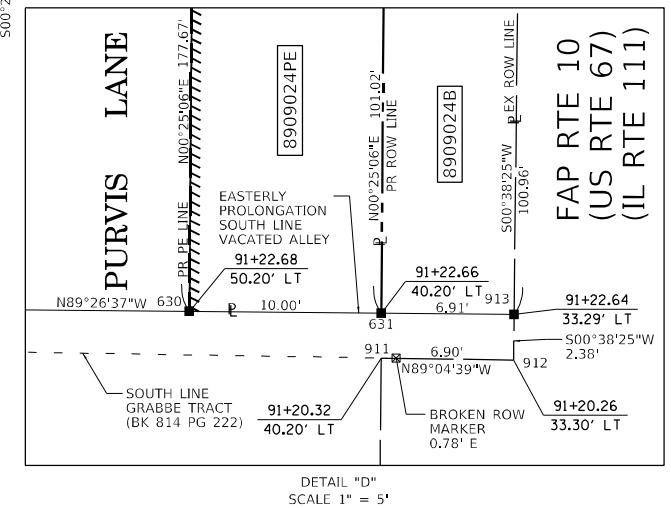 S00°2
PURVIS LANE
N00°25'06"E 177.67'
PR PE LINE
8909024PE
N00°25'06"E 101.02'
PR ROW LINE
8909024B
S00°38'25"W
100.96'
EX ROW LINE
FAP RTE 10
(US RTE 67)
(IL RTE 111)
EASTERLY
PROLONGATION
SOUTH LINE
VACATED ALLEY
91+22.68
50.20' LT
91+22.66
40.20' LT
91+22.64
33.29' LT
N89°26'37"W
630
10.00'
631
6.91'
913
S00°38'25"W
2.38'
911
6.90'
N89°04'39"W
912
SOUTH LINE
GRABBE TRACT
(BK 814 PG 222)
91+20.32
40.20' LT
BROKEN ROW
MARKER
0.78' E
91+20.26
33.30' LT
DETAIL "D"
SCALE 1" = 5'